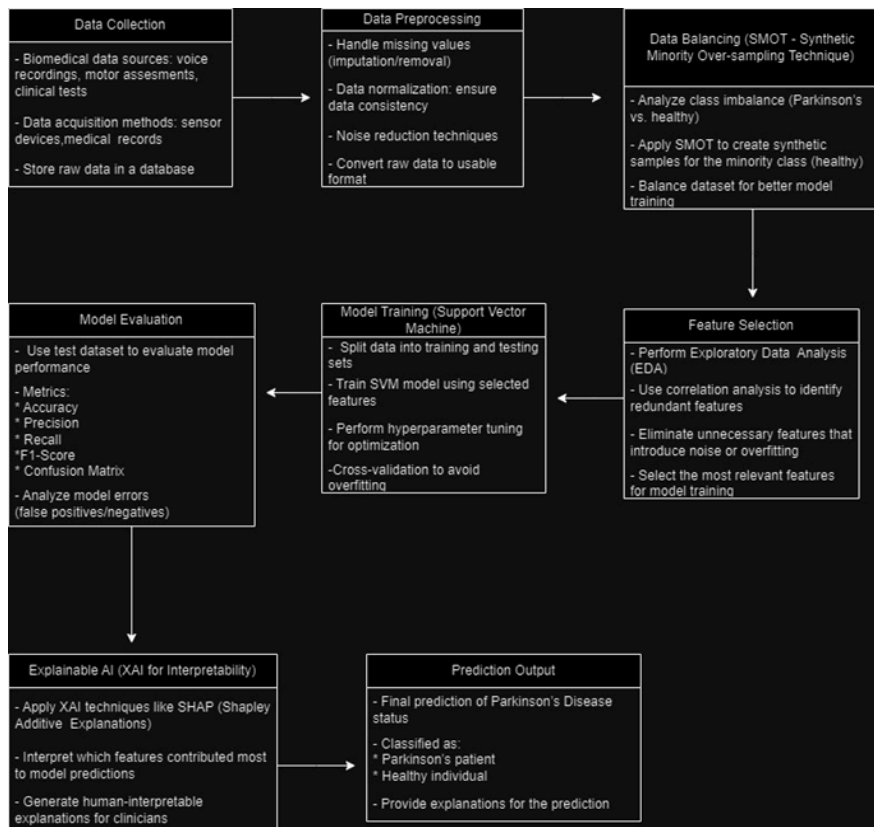 Data Collection
- Biomedical data sources: voice
recordings, motor assesments,
clinical tests
- Data acquisition methods: sensor
devices,medical records
- Store raw data in a database
Data Preprocessing
- Handle missing values
(imputation/removal)
- Data normalization: ensure
data consistency
- Noise reduction techniques
- Convert raw data to usable
format
Data Balancing (SMOT - Synthetic
Minority Over-sampling Technique)
- Analyze class imbalance (Parkinson's
vs. healthy)
- Apply SMOT to create synthetic
samples for the minority class (healthy)
- Balance dataset for better model
training
Feature Selection
- Perform Exploratory Data Analysis
(EDA)
- Use correlation analysis to identify
redundant features
- Eliminate unnecessary features that
introduce noise or overfitting
- Select the most relevant features
for model training
Model Training (Support Vector
Machine)
- Split data into training and testing
sets
- Train SVM model using selected
features
- Perform hyperparameter tuning
for optimization
-Cross-validation to avoid
overfitting
Model Evaluation
- Use test dataset to evaluate model
performance
- Metrics:
* Accuracy
* Precision
* Recall
*F1-Score
* Confusion Matrix
- Analyze model errors
(false positives/negatives)
Explainable AI (XAI for Interpretability)
- Apply XAI techniques like SHAP (Shapley
Additive Explanations)
- Interpret which features contributed most
to model predictions
- Generate human-interpretable
explanations for clinicians
Prediction Output
- Final prediction of Parkinson's Disease
status
- Classified as:
* Parkinson's patient
* Healthy individual
- Provide explanations for the prediction